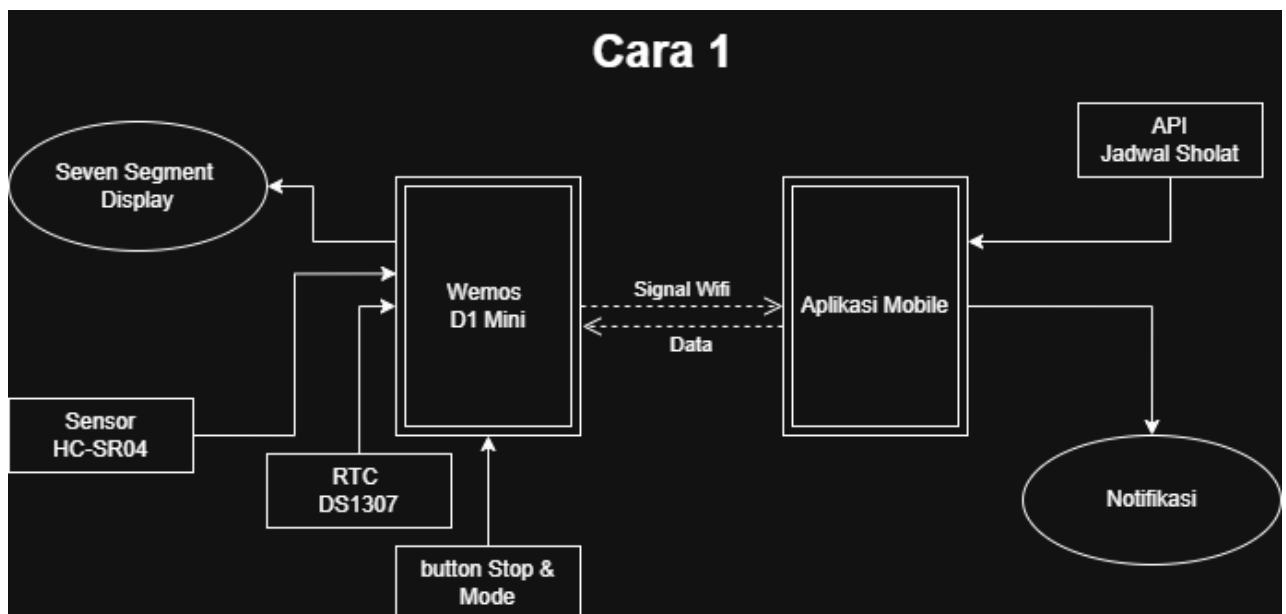 Cara 1
Seven Segment
Display
API
Jadwal Sholat
Wemos
D1 Mini
Signal Wifi
Data
Aplikasi Mobile
Sensor
HC-SR04
RTC
DS1307
button Stop &
Mode
Notifikasi